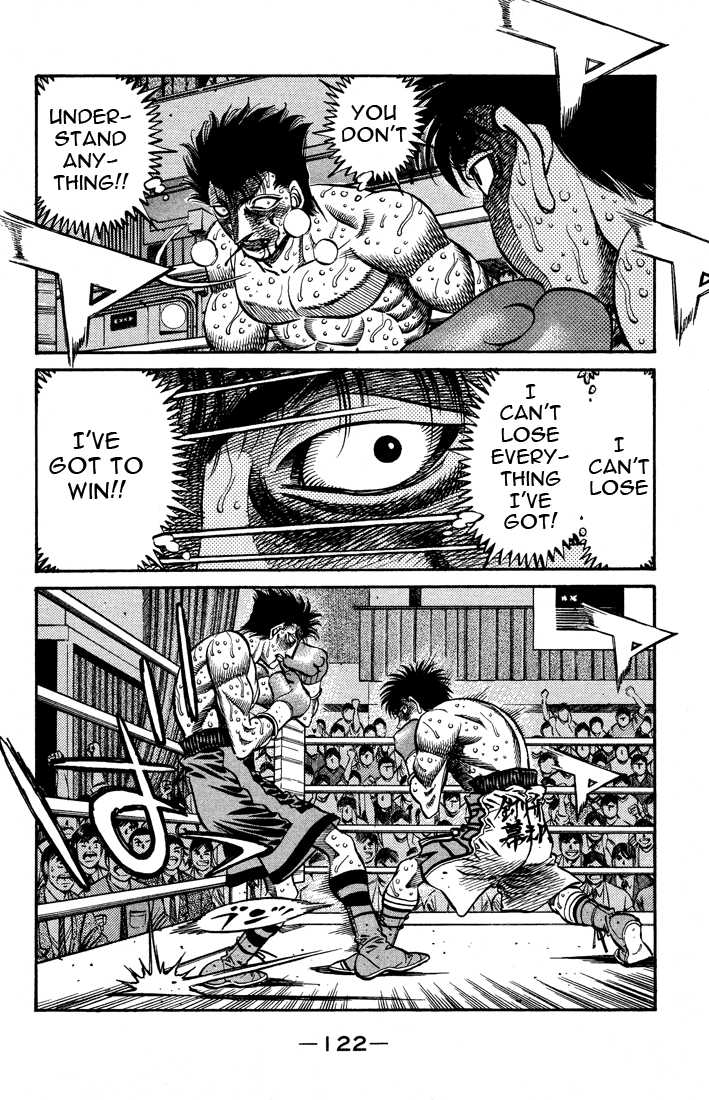 YOU
DON'T
UNDER-
STAND
ANY-
THING!!
I
CAN'T
LOSE
I
CAN'T
LOSE
EVERY-
THING
I'VE
GOT!
I'VE
GOT TO
WIN!!
幕
—122—